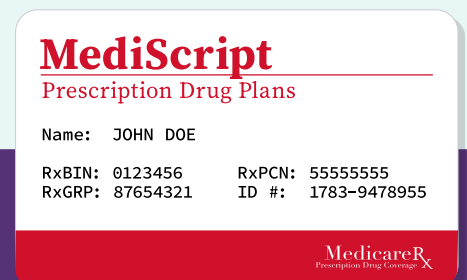 MediScript
Prescription Drug Plans
Name: JOHN DOE
RxBIN: 0123456 RxPCN: 55555555
RxGRP: 87654321 ID #: 1783-9478955
MedicareRx
Prescription Drug Coverage